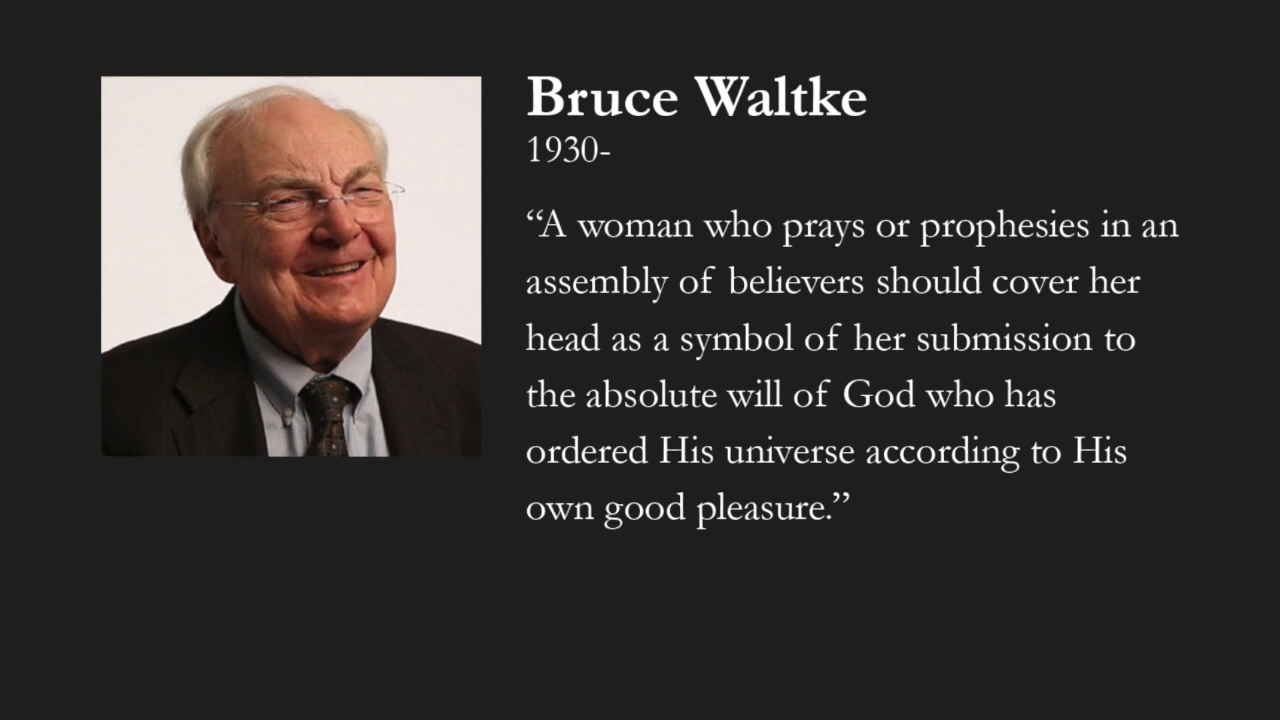 Bruce Waltke
1930-
“A woman who prays or prophesies in an
assembly of believers should cover her
head as a symbol of her submission to
the absolute will of God who has
ordered His universe according to His
own good pleasure.”